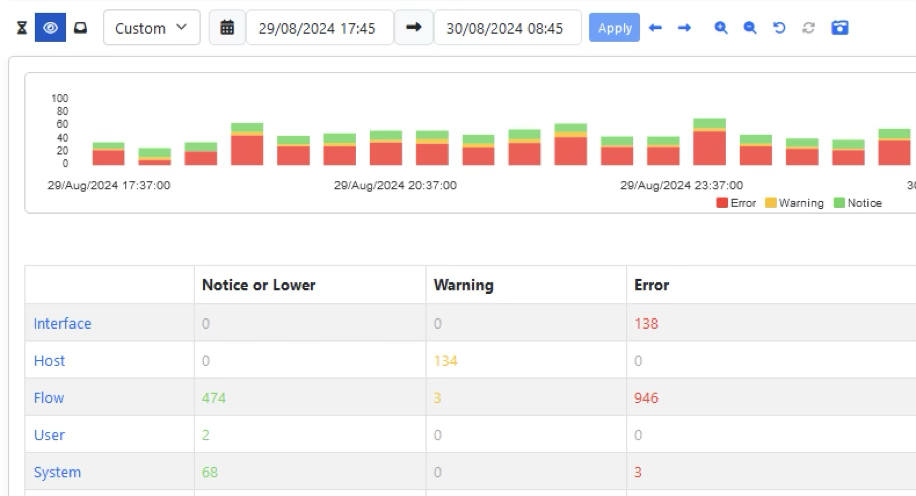 Custom 29/08/2024 17:45 30/08/2024 08:45 Apply
100
80
60
40
20
0
29/Aug/2024 17:37:00 29/Aug/2024 20:37:00 29/Aug/2024 23:37:00 30
Error Warning Notice
Notice or Lower Warning Error
Interface 0 0 138
Host 0 134 0
Flow 474 3 946
User 2 0 0
System 68 0 3